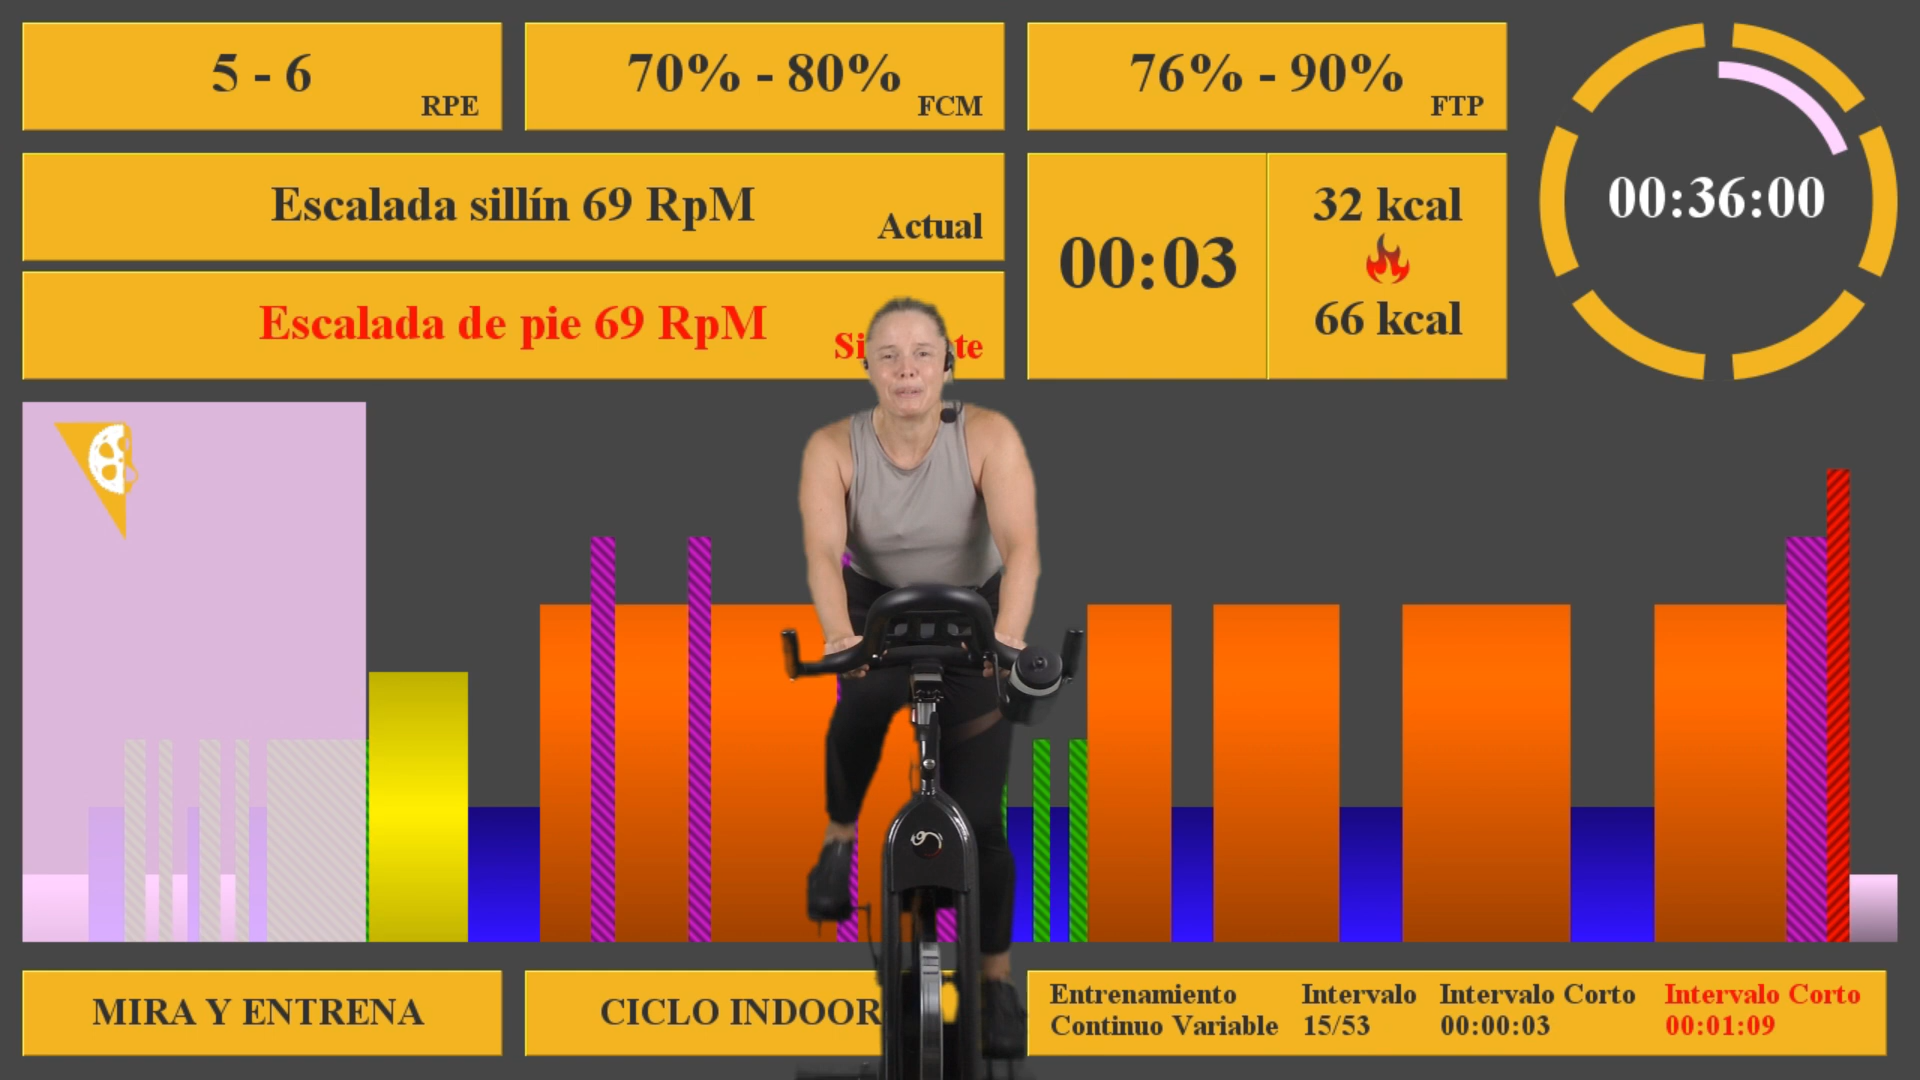 5 - 6
RPE
70% - 80%
FCM
76% - 90%
FTP
Escalada sillín 69 RpM
Actual
00:03
32 kcal
66 kcal
00:36:00
Escalada de pie 69 RpM
MIRA Y ENTRENA
CICLO INDOOR
Entrenamiento
Continuo Variable
Intervalo
15/53
Intervalo Corto
00:00:03
Intervalo Corto
00:01:09